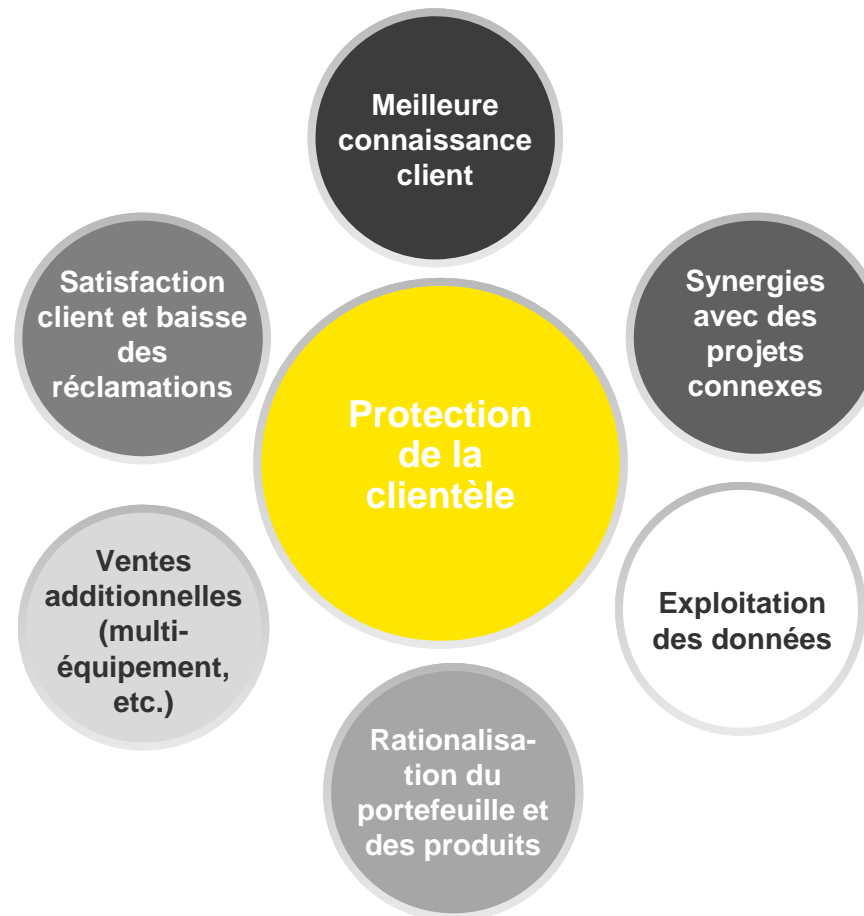 Meilleure
connaissance
client
Satisfaction
client et baisse
des
réclamations
Synergies
avec des
projets
connexes
Protection
de la
clientèle
Ventes
additionnelles
(multi-
équipement,
etc.)
Exploitation
des données
Rationalisa-
tion du
portefeuille et
des produits